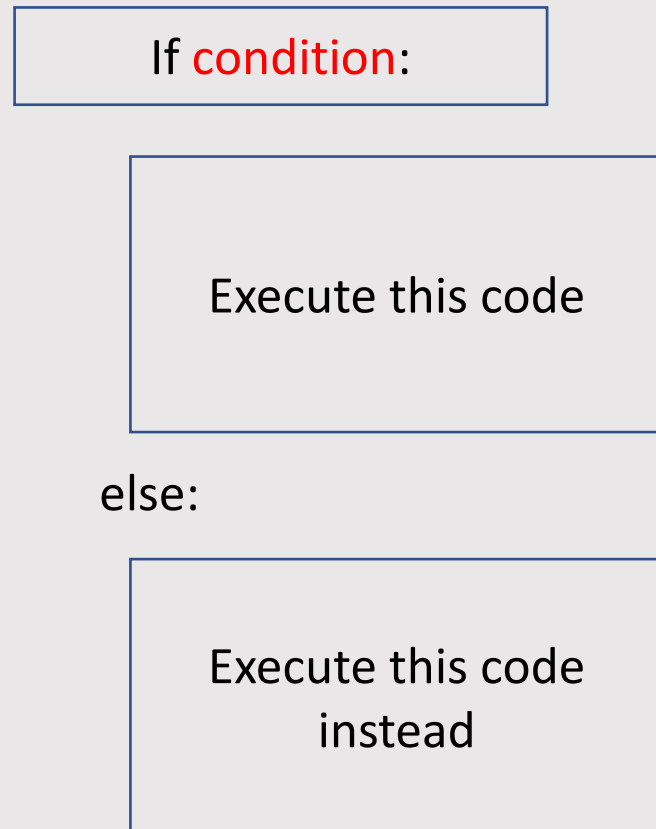 If condition:
Execute this code
else:
Execute this code
instead